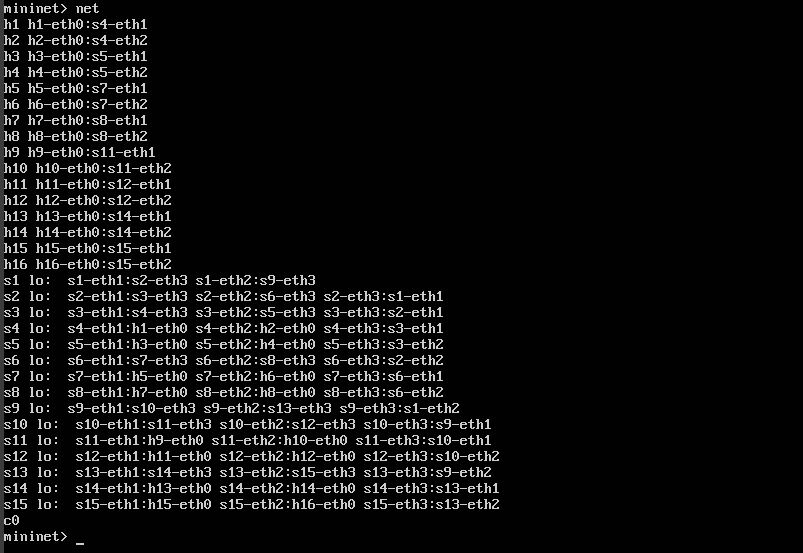 mininet> net
h1 h1-eth0:s4-eth1
h2 h2-eth0:s4-eth2
h3 h3-eth0:s5-eth1
h4 h4-eth0:s5-eth2
h5 h5-eth0:s7-eth1
h6 h6-eth0:s7-eth2
h7 h7-eth0:s8-eth1
h8 h8-eth0:s8-eth2
h9 h9-eth0:s11-eth1
h10 h10-eth0:s11-eth2
h11 h11-eth0:s12-eth1
h12 h12-eth0:s12-eth2
h13 h13-eth0:s14-eth1
h14 h14-eth0:s14-eth2
h15 h15-eth0:s15-eth1
h16 h16-eth0:s15-eth2
s1 lo:  s1-eth1:s2-eth3 s1-eth2:s9-eth3
s2 lo:  s2-eth1:s3-eth3 s2-eth2:s6-eth3 s2-eth3:s1-eth1
s3 lo:  s3-eth1:s4-eth3 s3-eth2:s5-eth3 s3-eth3:s2-eth1
s4 lo:  s4-eth1:h1-eth0 s4-eth2:h2-eth0 s4-eth3:s3-eth1
s5 lo:  s5-eth1:h3-eth0 s5-eth2:h4-eth0 s5-eth3:s3-eth2
s6 lo:  s6-eth1:s7-eth3 s6-eth2:s8-eth3 s6-eth3:s2-eth2
s7 lo:  s7-eth1:h5-eth0 s7-eth2:h6-eth0 s7-eth3:s6-eth1
s8 lo:  s8-eth1:h7-eth0 s8-eth2:h8-eth0 s8-eth3:s6-eth2
s9 lo:  s9-eth1:s10-eth3 s9-eth2:s13-eth3 s9-eth3:s1-eth2
s10 lo:  s10-eth1:s11-eth3 s10-eth2:s12-eth3 s10-eth3:s9-eth1
s11 lo:  s11-eth1:h9-eth0 s11-eth2:h10-eth0 s11-eth3:s10-eth1
s12 lo:  s12-eth1:h11-eth0 s12-eth2:h12-eth0 s12-eth3:s10-eth2
s13 lo:  s13-eth1:s14-eth3 s13-eth2:s15-eth3 s13-eth3:s9-eth2
s14 lo:  s14-eth1:h13-eth0 s14-eth2:h14-eth0 s14-eth3:s13-eth1
s15 lo:  s15-eth1:h15-eth0 s15-eth2:h16-eth0 s15-eth3:s13-eth2
c0
mininet> _